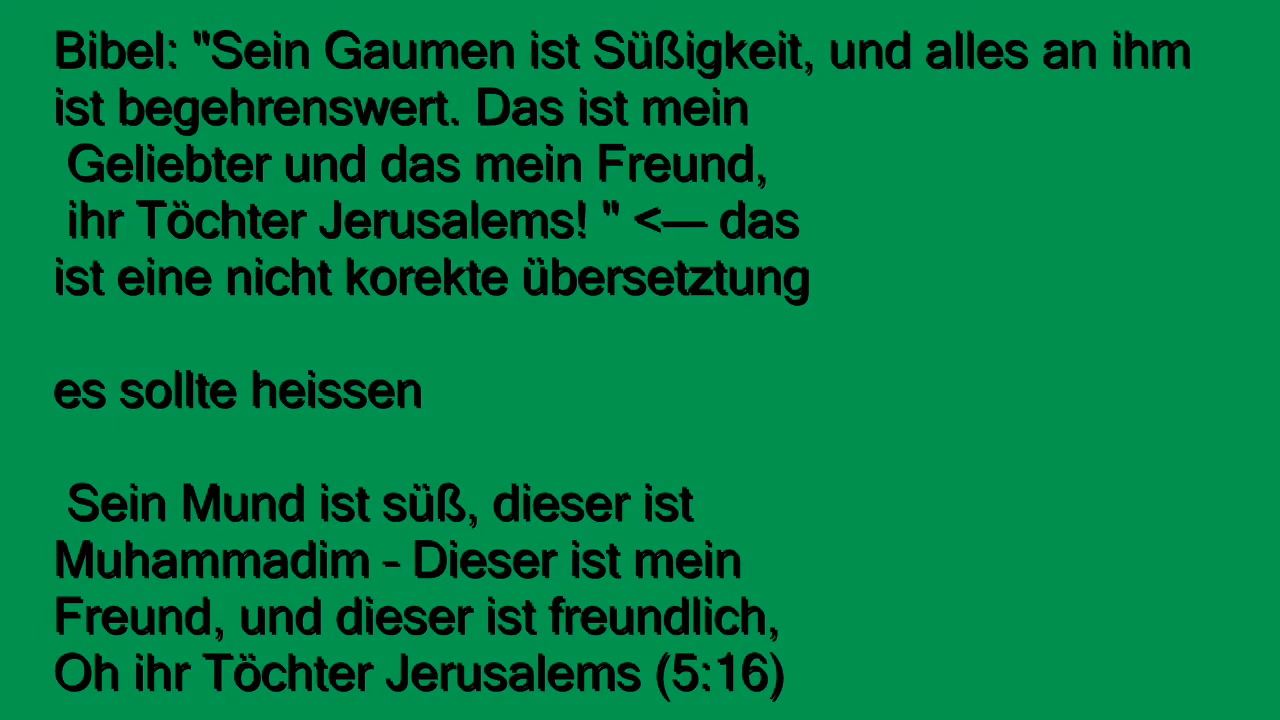 Bibel: "Sein Gaumen ist Süßigkeit, und alles an ihm
ist begehrenswert. Das ist mein
Geliebter und das mein Freund,
ihr Töchter Jerusalems! " <— das
ist eine nicht korekte übersetztung
es sollte heissen
Sein Mund ist süß, dieser ist
Muhammadim - Dieser ist mein
Freund, und dieser ist freundlich,
Oh ihr Töchter Jerusalems (5:16)